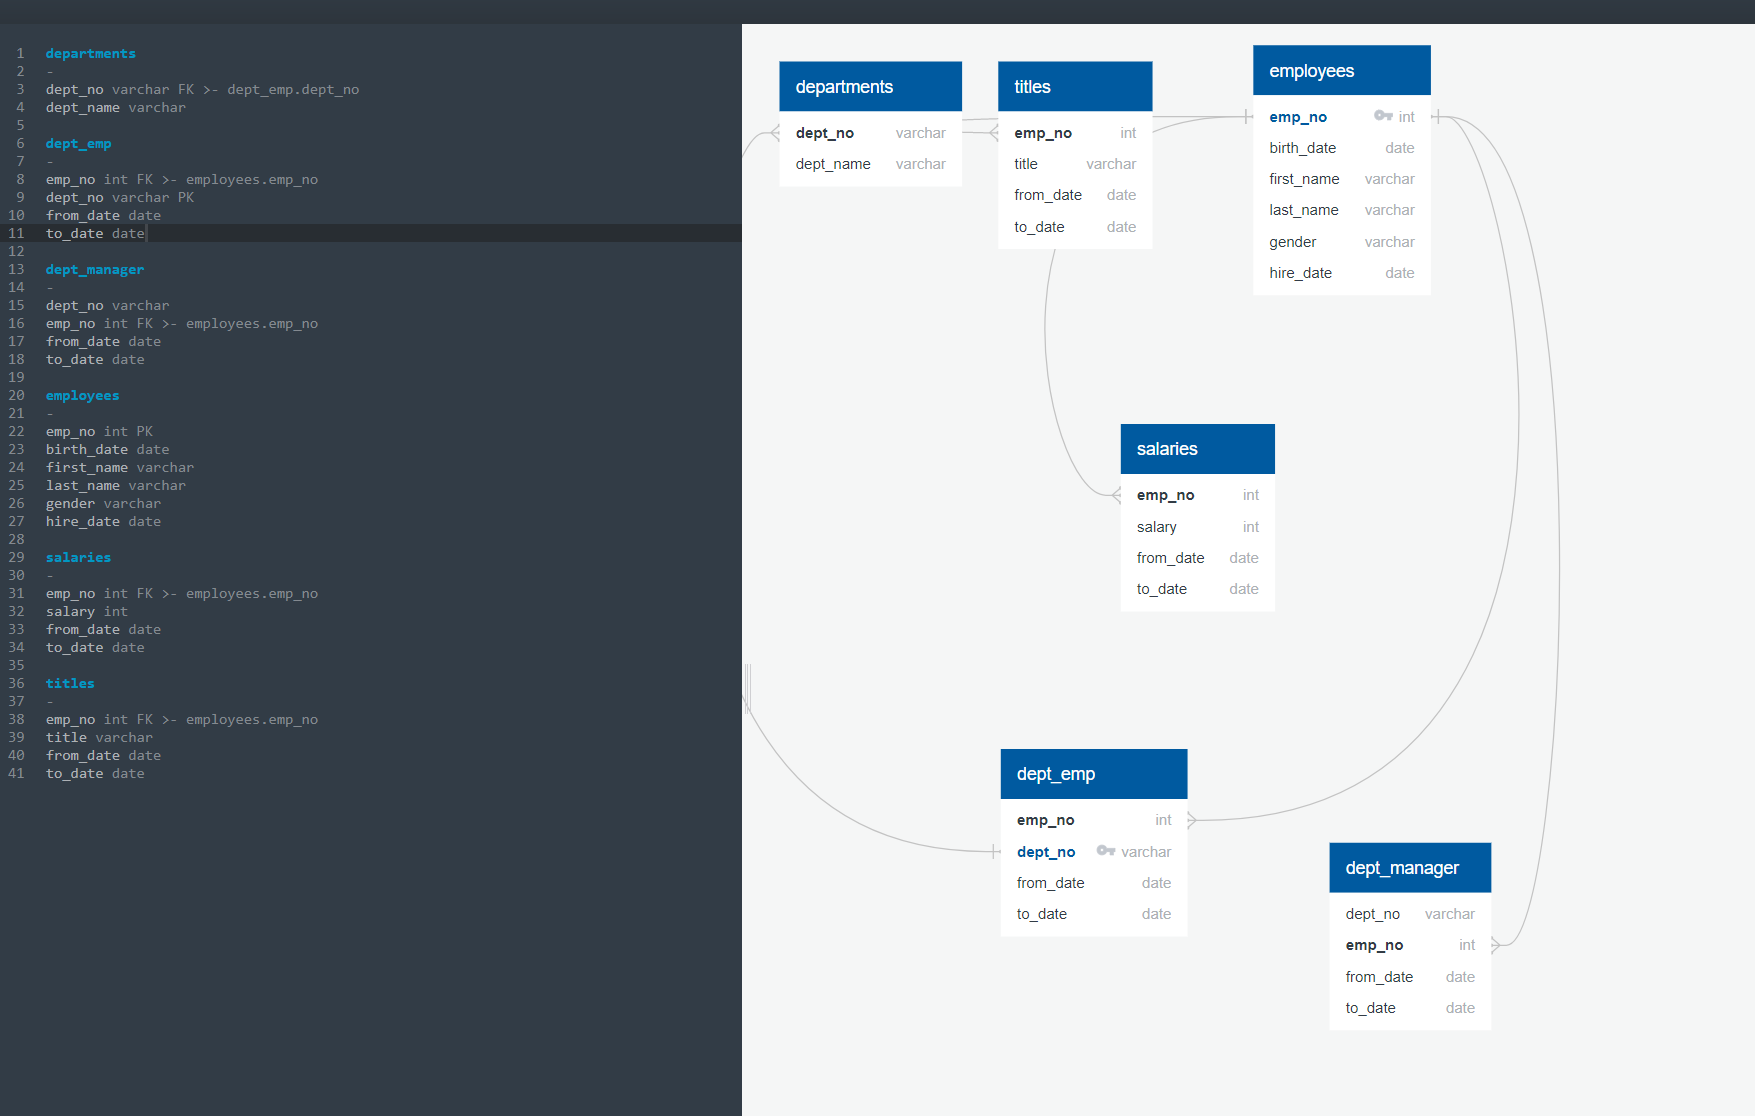 1 departments
2 -
3 dept_no varchar FK >- dept_emp.dept_no
4 dept_name varchar
5
6 dept_emp
7 -
8 emp_no int FK >- employees.emp_no
9 dept_no varchar PK
10 from_date date
11 to_date date
12
13 dept_manager
14 -
15 dept_no varchar
16 emp_no int FK >- employees.emp_no
17 from_date date
18 to_date date
19
20 employees
21 -
22 emp_no int PK
23 birth_date date
24 first_name varchar
25 last_name varchar
26 gender varchar
27 hire_date date
28
29 salaries
30 -
31 emp_no int FK >- employees.emp_no
32 salary int
33 from_date date
34 to_date date
35
36 titles
37 -
38 emp_no int FK >- employees.emp_no
39 title varchar
40 from_date date
41 to_date date
departments
dept_no varchar
dept_name varchar
titles
emp_no int
title varchar
from_date date
to_date date
employees
emp_no int
birth_date date
first_name varchar
last_name varchar
gender varchar
hire_date date
salaries
emp_no int
salary int
from_date date
to_date date
dept_emp
emp_no int
dept_no varchar
from_date date
to_date date
dept_manager
dept_no varchar
emp_no int
from_date date
to_date date